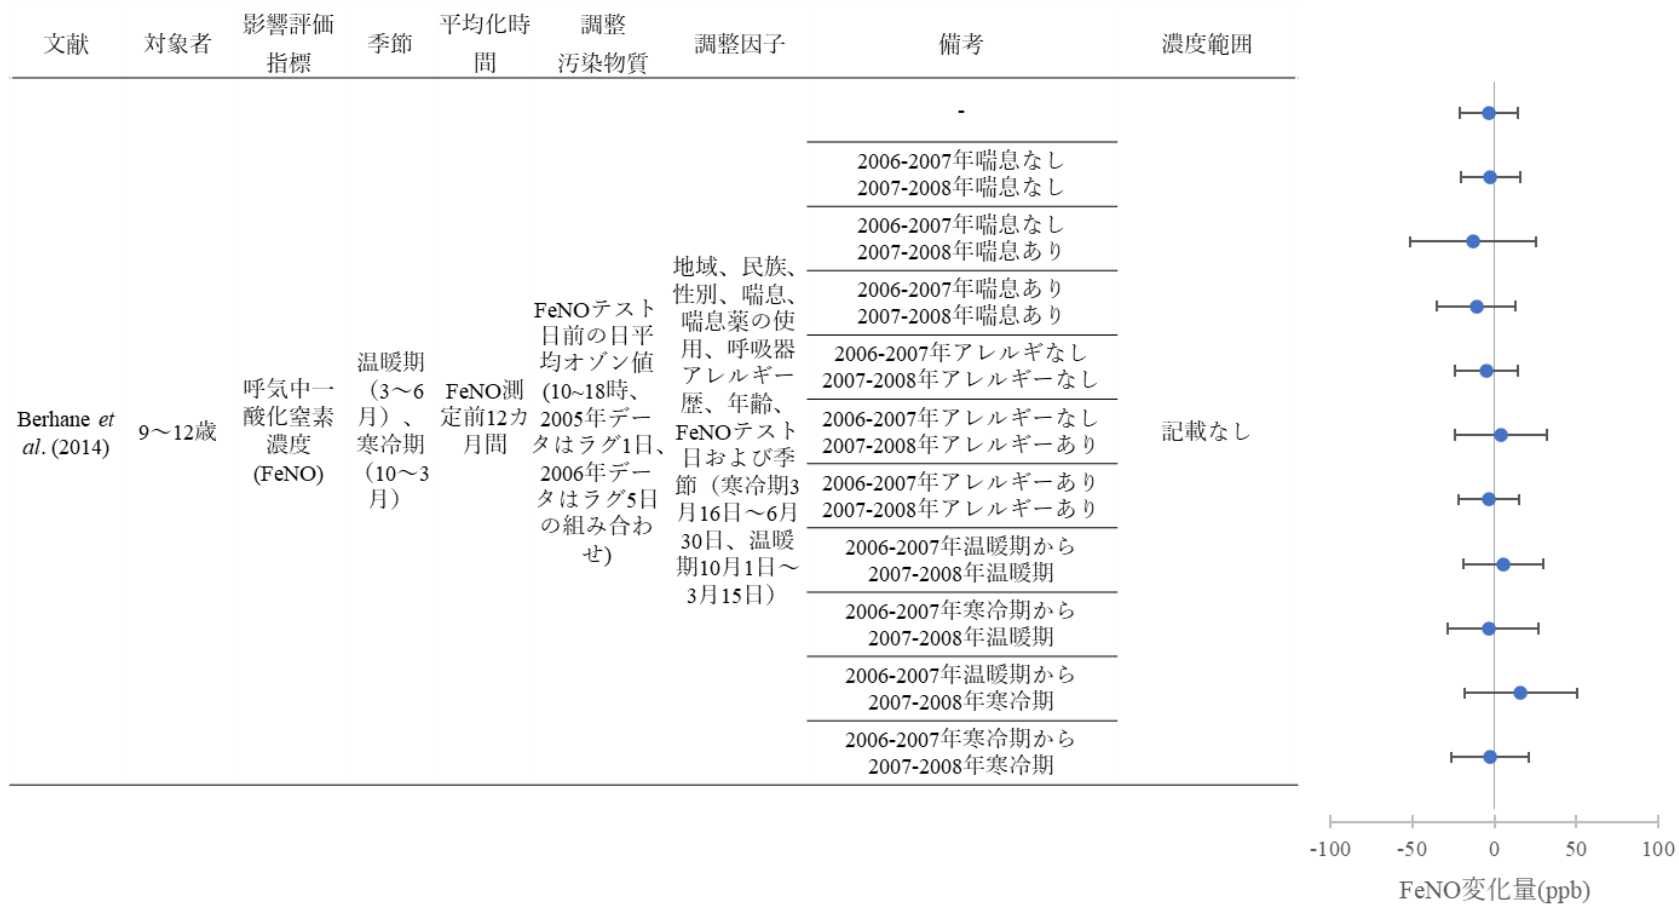 文献
対象者
影響評価
指標
季節
平均化時
間
調整
汚染物質
調整因子
備考
濃度範囲
Berhane et
al. (2014)
9～12歳
呼気中一
酸化窒素
濃度
(FeNO)
温暖期
（3～6
月）、
寒冷期
（10～3
月）
FeNO測
定前12カ
月間
FeNOテスト
日前の日平
均オゾン値
(10~18時、
2005年デー
タはラグ1日、
2006年デー
タはラグ5日
の組み合わ
せ)
地域、民族、
性別、喘息、
喘息薬の使
用、呼吸器
アレルギー
歴、年齢、
FeNOテスト
日および季
節（寒冷期3
月16日～6月
30日、温暖
期10月1日～
3月15日）
-
2006-2007年喘息なし
2007-2008年喘息なし
2006-2007年喘息なし
2007-2008年喘息あり
2006-2007年喘息あり
2007-2008年喘息あり
2006-2007年アレルギなし
2007-2008年アレルギーなし
2006-2007年アレルギーなし
2007-2008年アレルギーあり
2006-2007年アレルギーあり
2007-2008年アレルギーあり
2006-2007年温暖期から
2007-2008年温暖期
2006-2007年寒冷期から
2007-2008年温暖期
2006-2007年温暖期から
2007-2008年寒冷期
2006-2007年寒冷期から
2007-2008年寒冷期
記載なし
-100 -50 0 50 100
FeNO変化量(ppb)